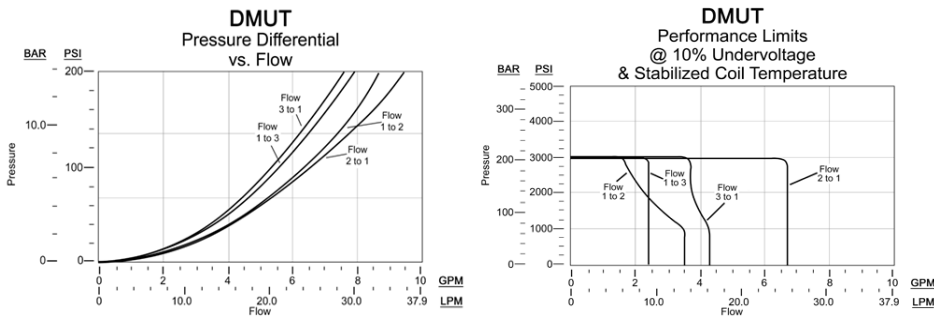 DMUT
Pressure Differential
vs. Flow
BAR PSI
200
10.0
100
0 0
Pressure
Flow
3 to 1
Flow
1 to 3
Flow
1 to 2
Flow
2 to 1
0 2 4 6 8 10 GPM
0 10.0 20.0 30.0 37.9 LPM
Flow
DMUT
Performance Limits
@ 10% Undervoltage
& Stabilized Coil Temperature
BAR PSI
5000
300
4000
200 3000
2000
100
1000
0 0
Pressure
Flow
1 to 2
Flow
1 to 3
Flow
3 to 1
Flow
2 to 1
0 2 4 6 8 10 GPM
0 10.0 20.0 30.0 37.9 LPM
Flow